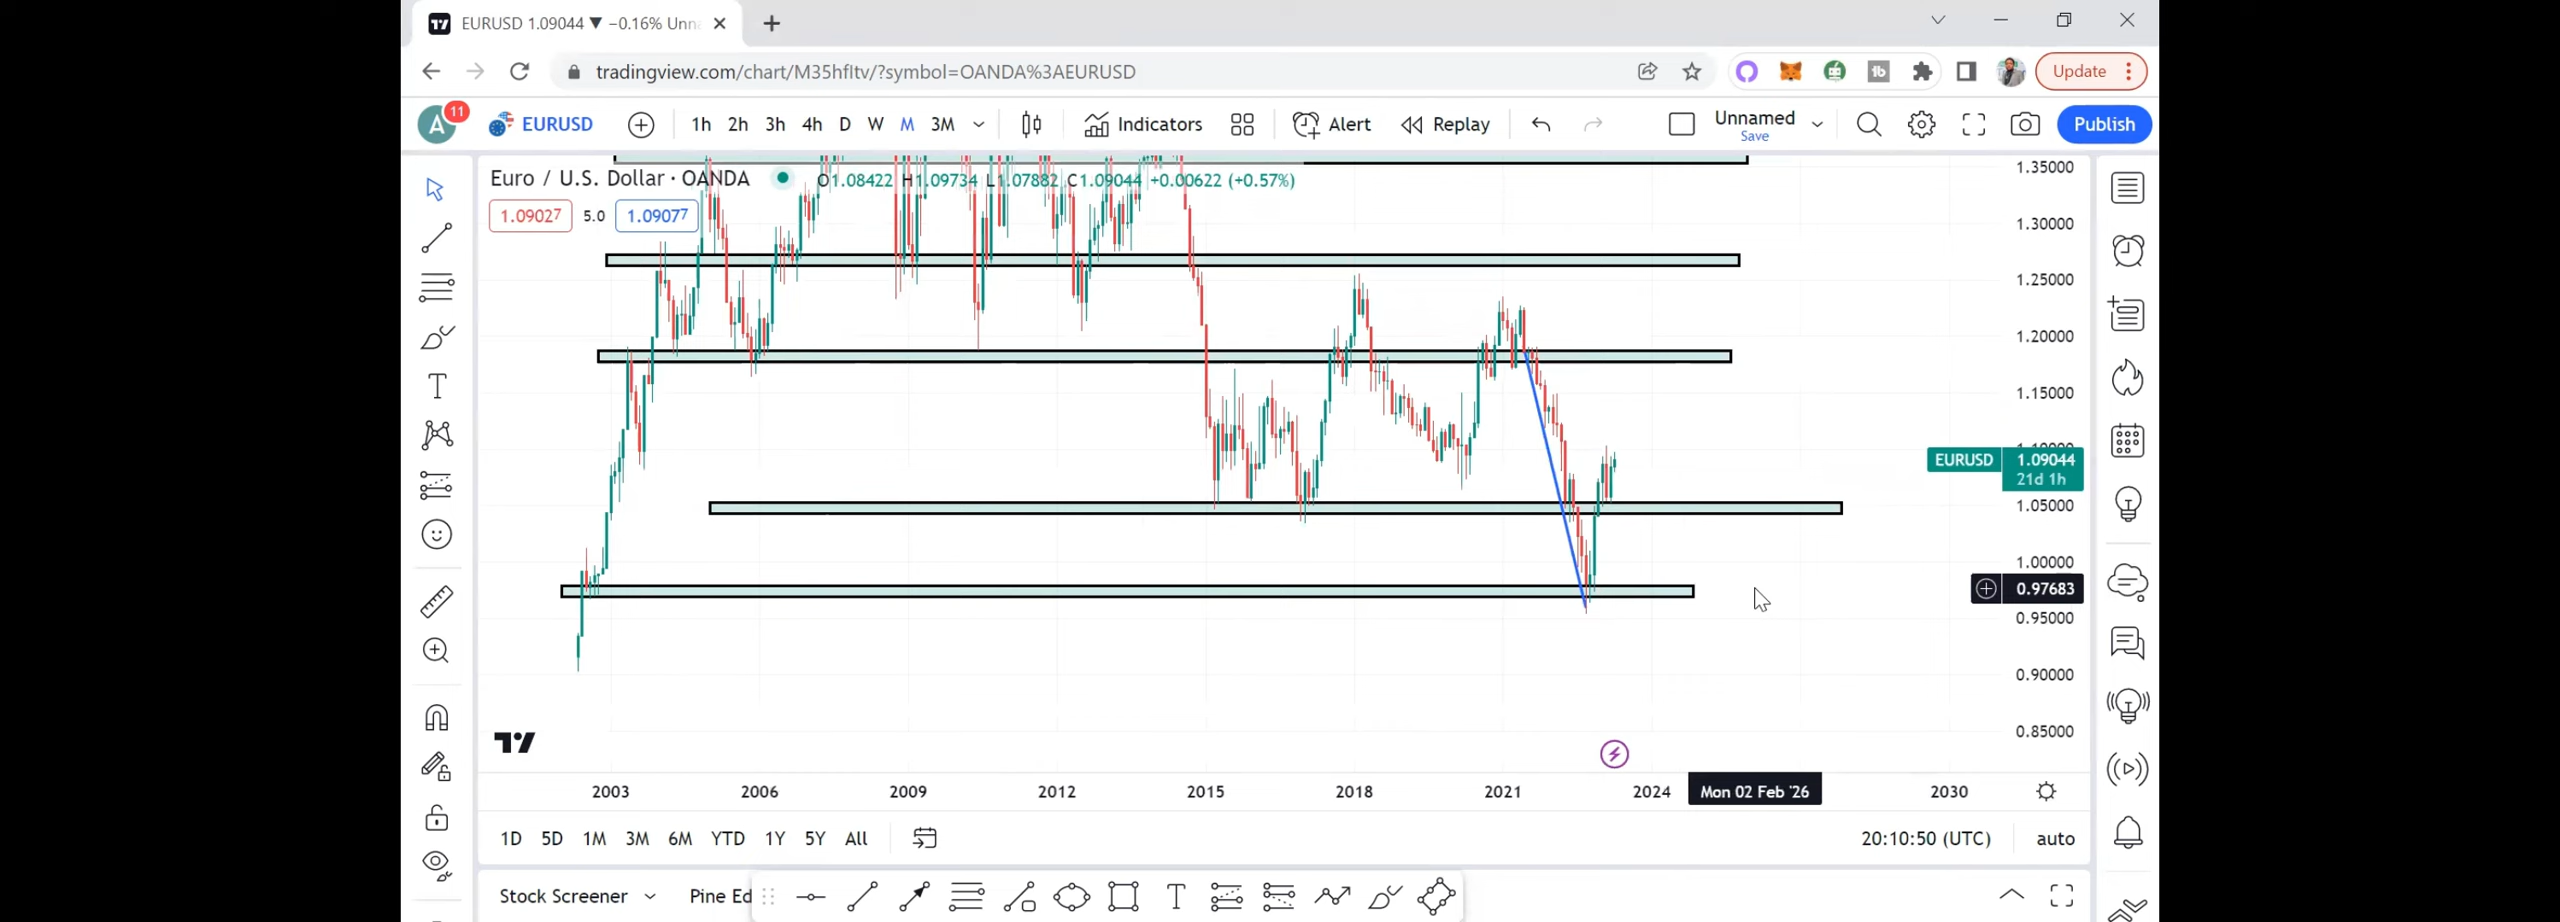 EURUSD 1.09044 ▼ −0.16% Unna
tradingview.com/chart/M35hfltv/?symbol=OANDA%3AEURUSD
Update
A 11 EURUSD 1h 2h 3h 4h D W M 3M Indicators Alert Replay Unnamed Save Publish
Euro / U.S. Dollar · OANDA O1.08422 H1.09734 L1.07882 C1.09044 +0.00622 (+0.57%)
1.09027 5.0 1.09077
1.35000
1.30000
1.25000
1.20000
1.15000
1.10000
EURUSD 1.09044
21d 1h
1.05000
1.00000
0.97683
0.95000
0.90000
0.85000
2003 2006 2009 2012 2015 2018 2021 2024 Mon 02 Feb '26 2030
1D 5D 1M 3M 6M YTD 1Y 5Y All 20:10:50 (UTC) auto
Stock Screener Pine Ed